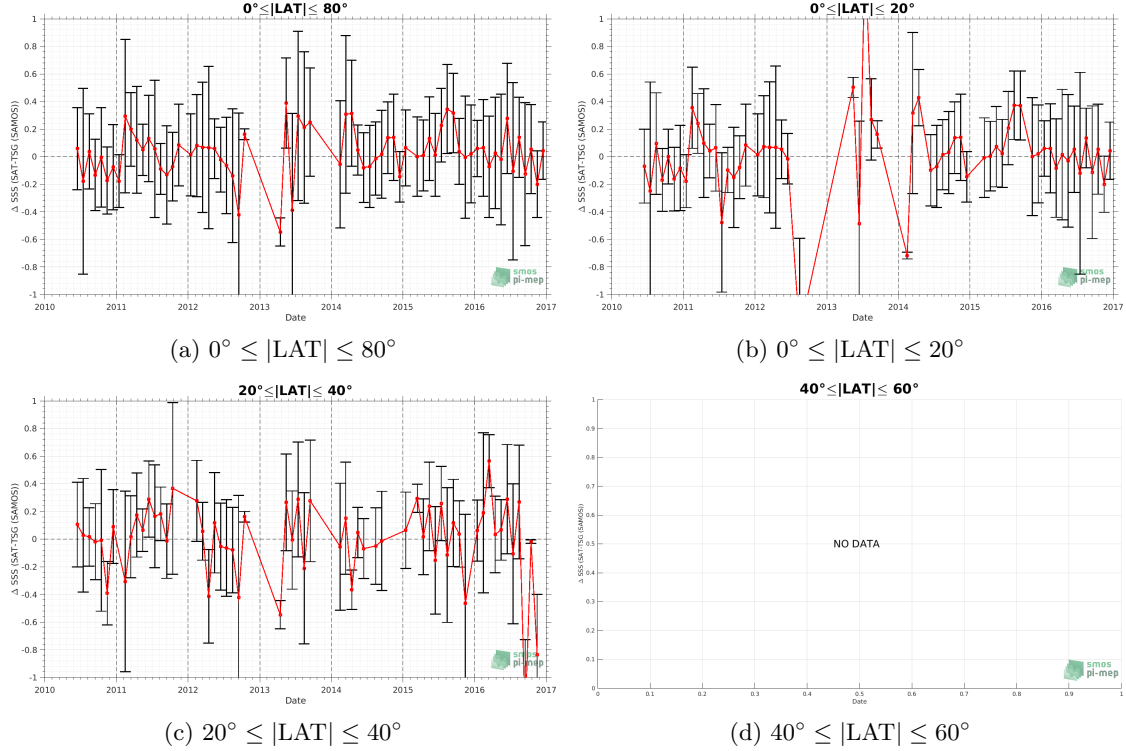 0°≤|LAT|≤ 80°
Δ SSS (SAT-TSG (SAMOS))
1
0.8
0.6
0.4
0.2
0
-0.2
-0.4
-0.6
-0.8
-1
2010 2011 2012 2013 2014 2015 2016 2017
Date
smos
pi-mep
(a) 0° ≤ |LAT| ≤ 80°
0°≤|LAT|≤ 20°
Δ SSS (SAT-TSG (SAMOS))
1
0.8
0.6
0.4
0.2
0
-0.2
-0.4
-0.6
-0.8
-1
2010 2011 2012 2013 2014 2015 2016 2017
Date
smos
pi-mep
(b) 0° ≤ |LAT| ≤ 20°
20°≤|LAT|≤ 40°
Δ SSS (SAT-TSG (SAMOS))
1
0.8
0.6
0.4
0.2
0
-0.2
-0.4
-0.6
-0.8
-1
2010 2011 2012 2013 2014 2015 2016 2017
Date
smos
pi-mep
(c) 20° ≤ |LAT| ≤ 40°
40°≤|LAT|≤ 60°
Δ SSS (SAT-TSG (SAMOS))
1
0.9
0.8
0.7
0.6
0.5
0.4
0.3
0.2
0.1
0
NO DATA
0 0.1 0.2 0.3 0.4 0.5 0.6 0.7 0.8 0.9 1
Date
smos
pi-mep
(d) 40° ≤ |LAT| ≤ 60°